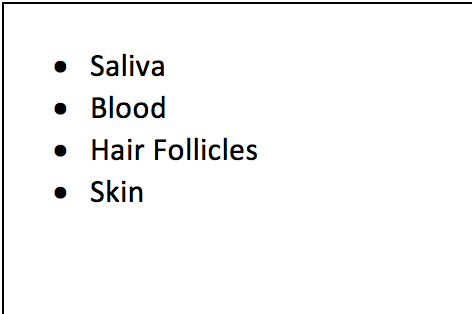 • Saliva
• Blood
• Hair Follicles
• Skin